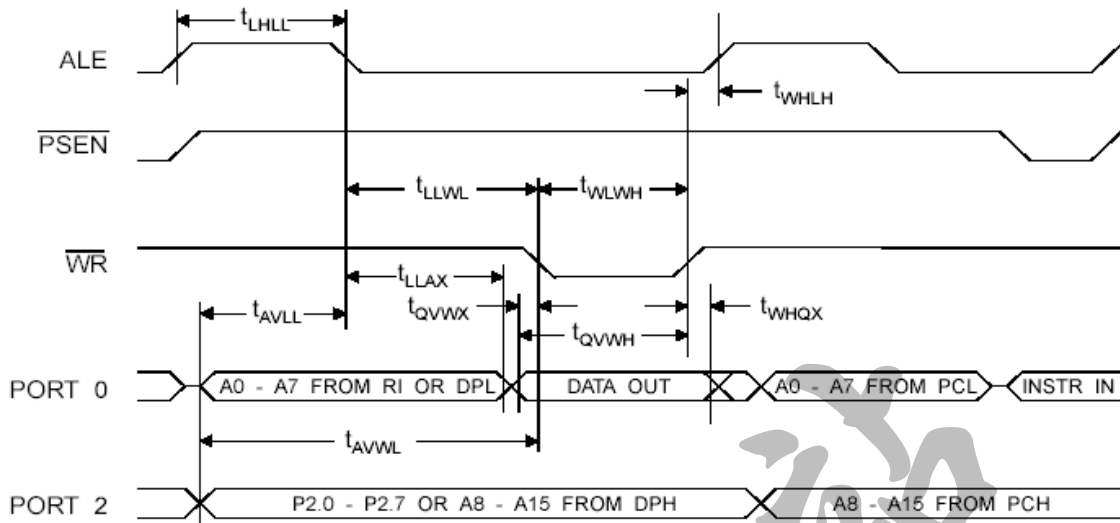 tLHLL
ALE
tWHLH
PSEN
tLLWL
tWLWH
WR
tLLAX
tAVLL
tQVWX
tWHQX
tQVWH
PORT 0
A0 - A7 FROM RI OR DPL
DATA OUT
A0 - A7 FROM PCL
INSTR IN
tAVWL
PORT 2
P2.0 - P2.7 OR A8 - A15 FROM DPH
A8 - A15 FROM PCH